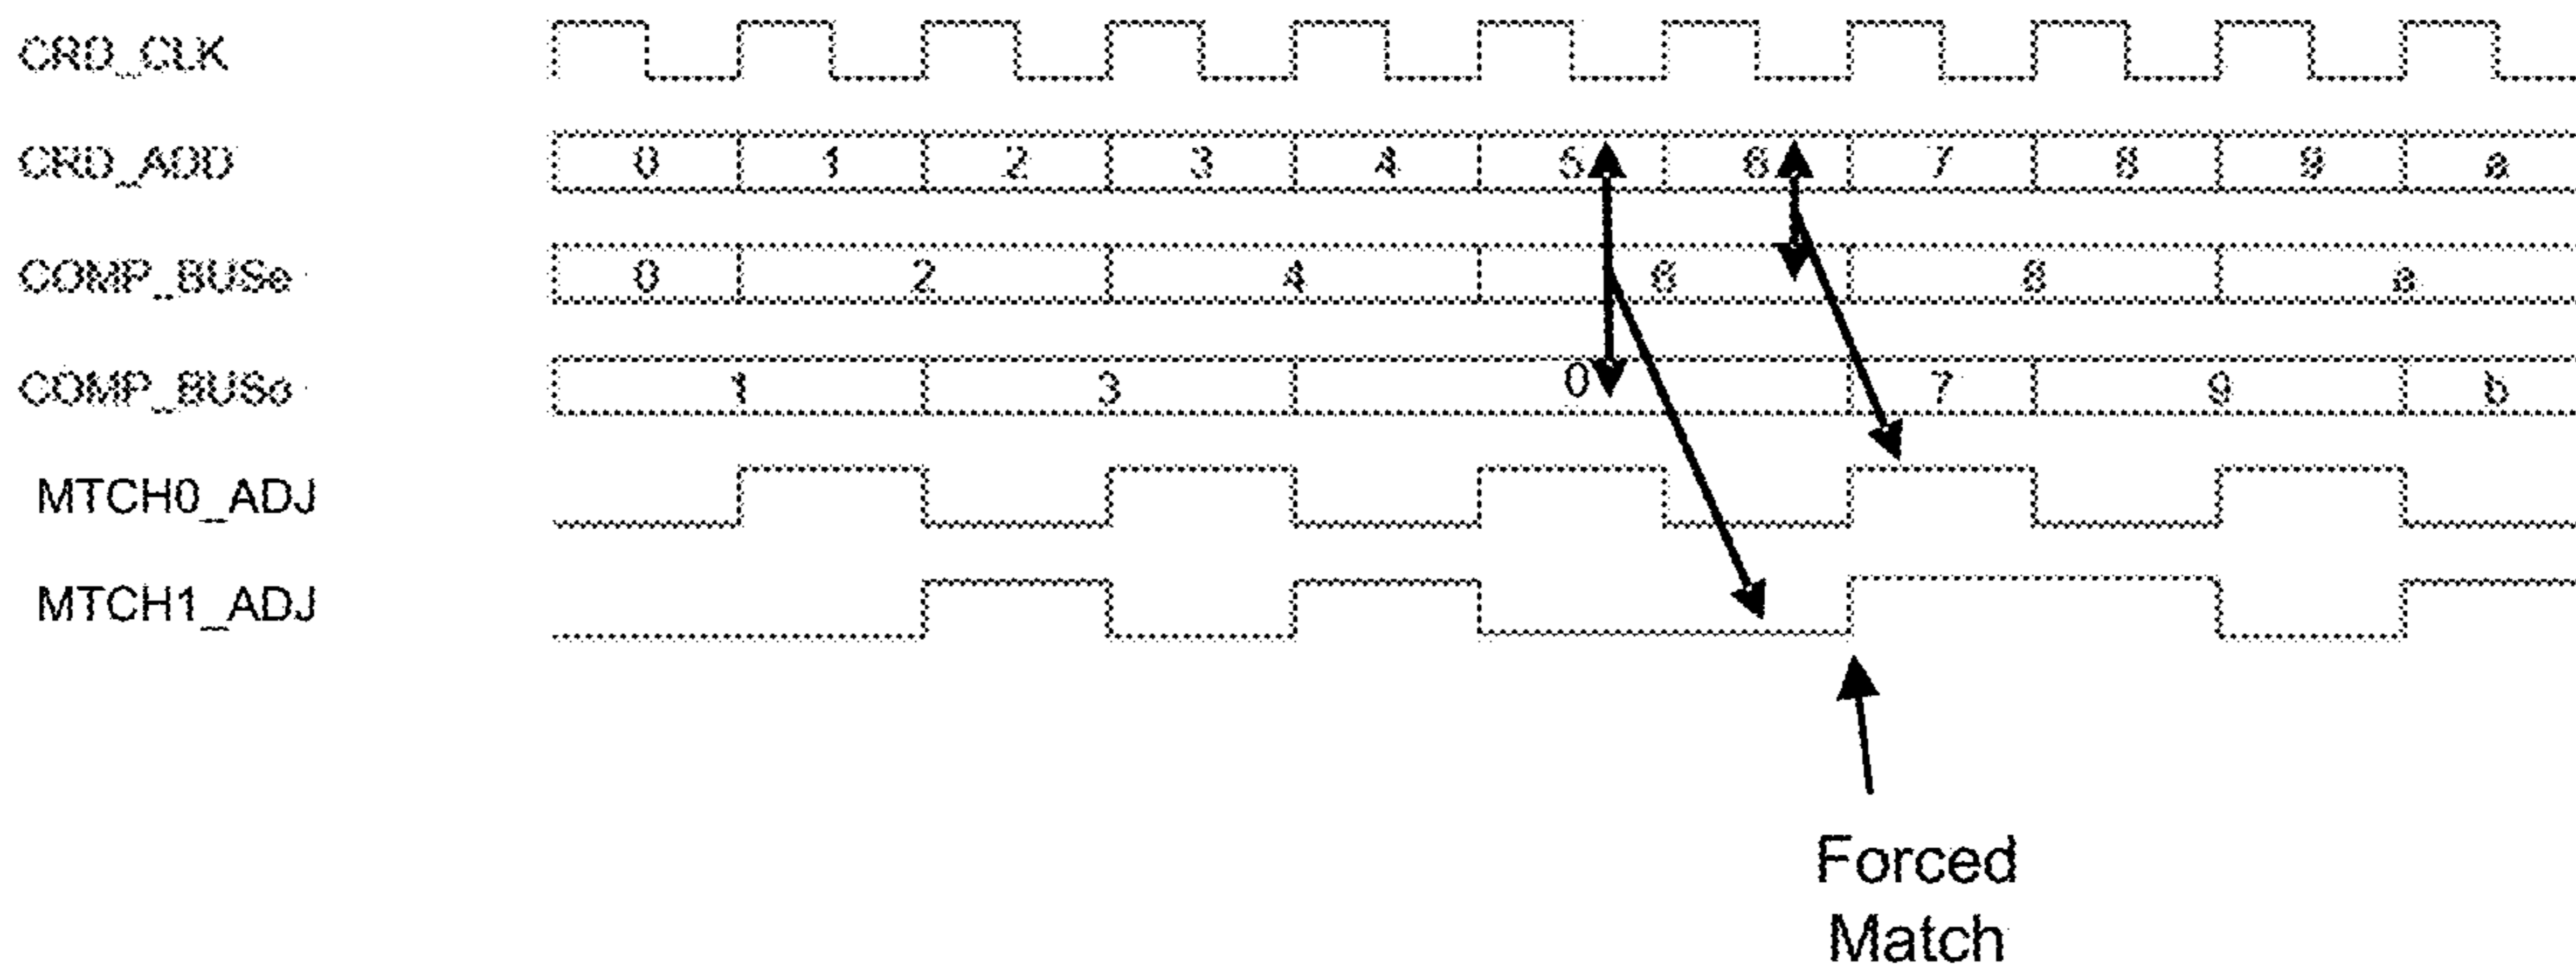 CRD_CLK
CRD_ADD 0 1 2 3 4 5 6 7 8 9 a
COMP_BUSe 0 2 4 6 8 a
COMP_BUSo 1 3 0 7 9 b
MTCH0_ADJ
MTCH1_ADJ
Forced
Match